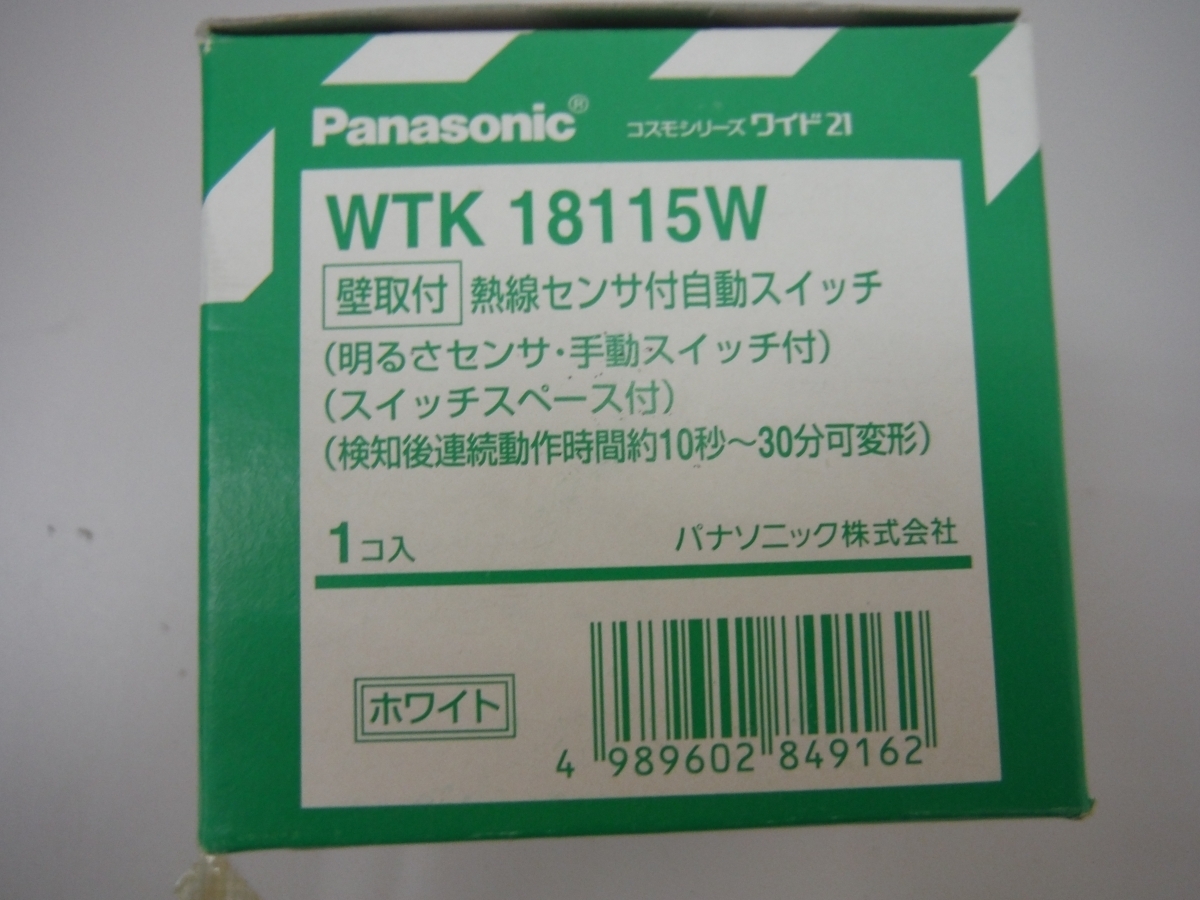 Panasonic® コスモシリーズ ワイド21
WTK 18115W
壁取付 熱線センサ付自動スイッチ
(明るさセンサ・手動スイッチ付)
(スイッチスペース付)
(検知後連続動作時間約10秒〜30分可変形)
1コ入 パナソニック株式会社
ホワイト
4 989602 849162